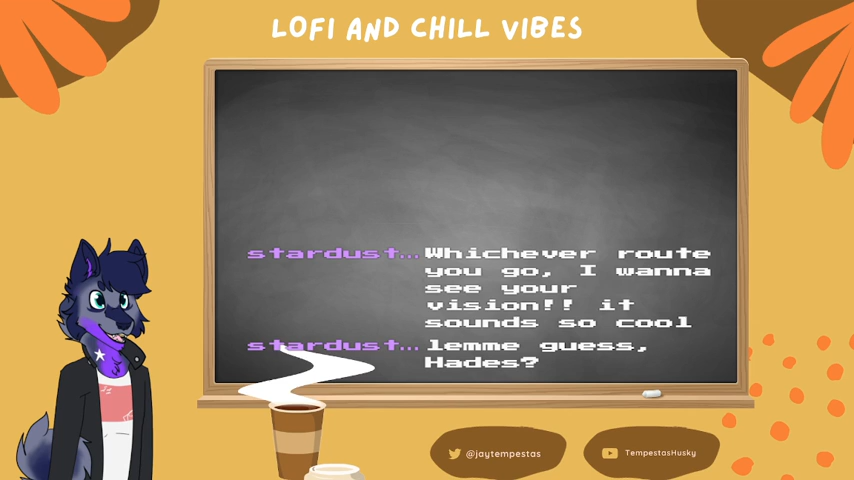 LOFI AND CHILL VIBES
stardust... Whichever route
you go, I wanna
see your
vision!! it
sounds so cool
stardust... lemme guess,
Hades?
@jaytempestas
TempestasHusky